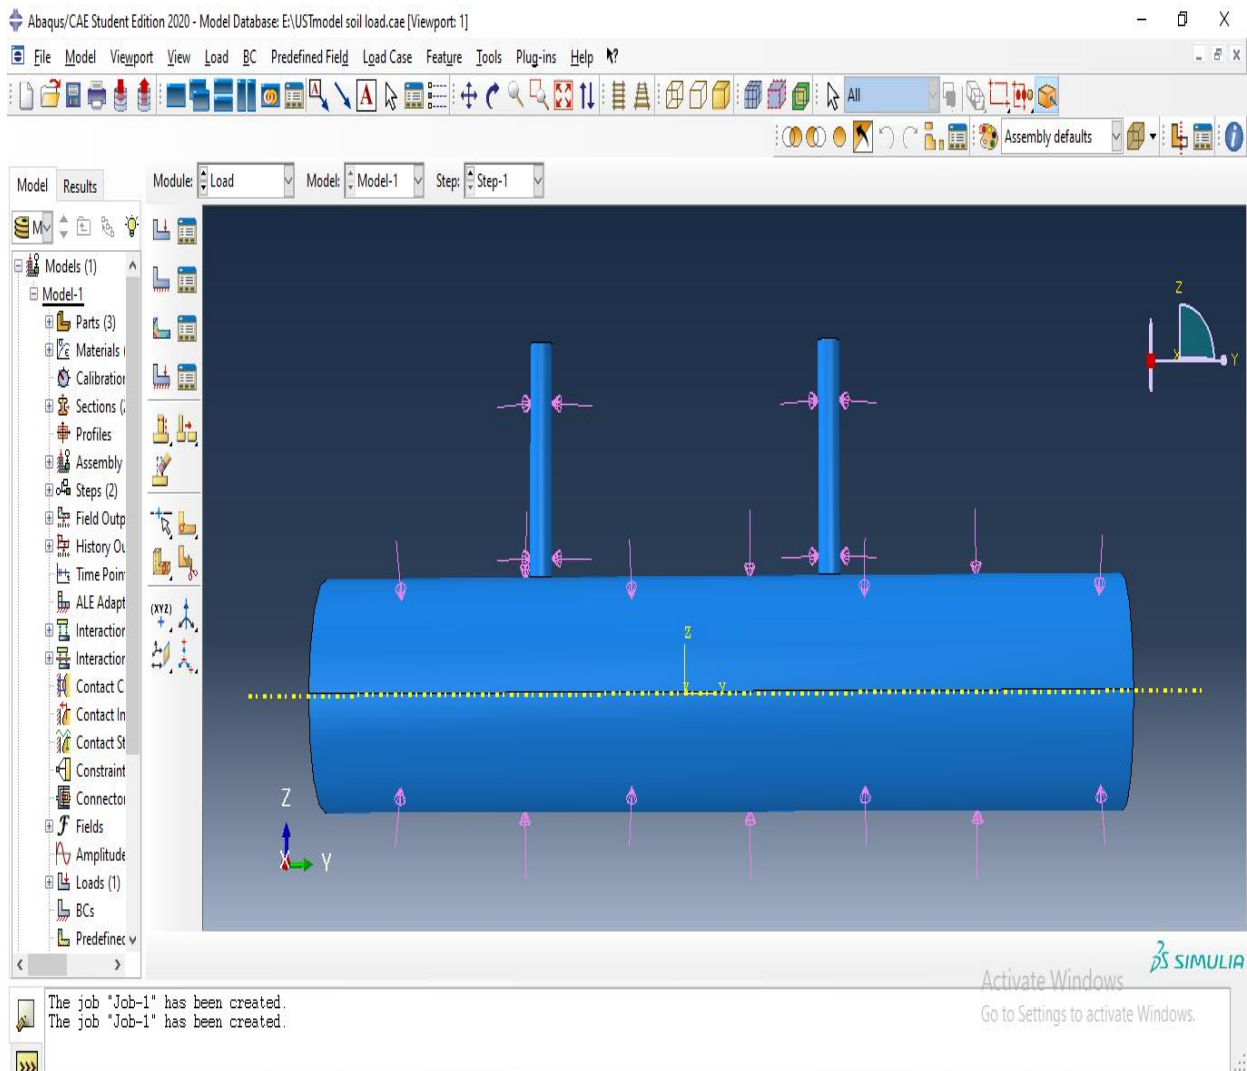 Abaqus/CAE Student Edition 2020 - Model Database: E:\USTmodel soil load.cae [Viewport: 1]
File Model Viewport View Load BC Predefined Field Load Case Feature Tools Plug-ins Help
All
Assembly defaults
Model Results
Module: Load Model: Model-1 Step: Step-1
M
Models (1)
Model-1
Parts (3)
Materials
Calibration
Sections (
Profiles
Assembly
Steps (2)
Field Outp
History Ou
Time Poin
ALE Adapt
Interaction
Interaction
Contact C
Contact In
Contact St
Constraint
Connector
Fields
Amplitude
Loads (1)
BCs
Predefined
(XYZ)
Z
Y
X
Z
Y
Z
X Y
SIMULIA
Activate Windows
Go to Settings to activate Windows.
The job "Job-1" has been created.
The job "Job-1" has been created.